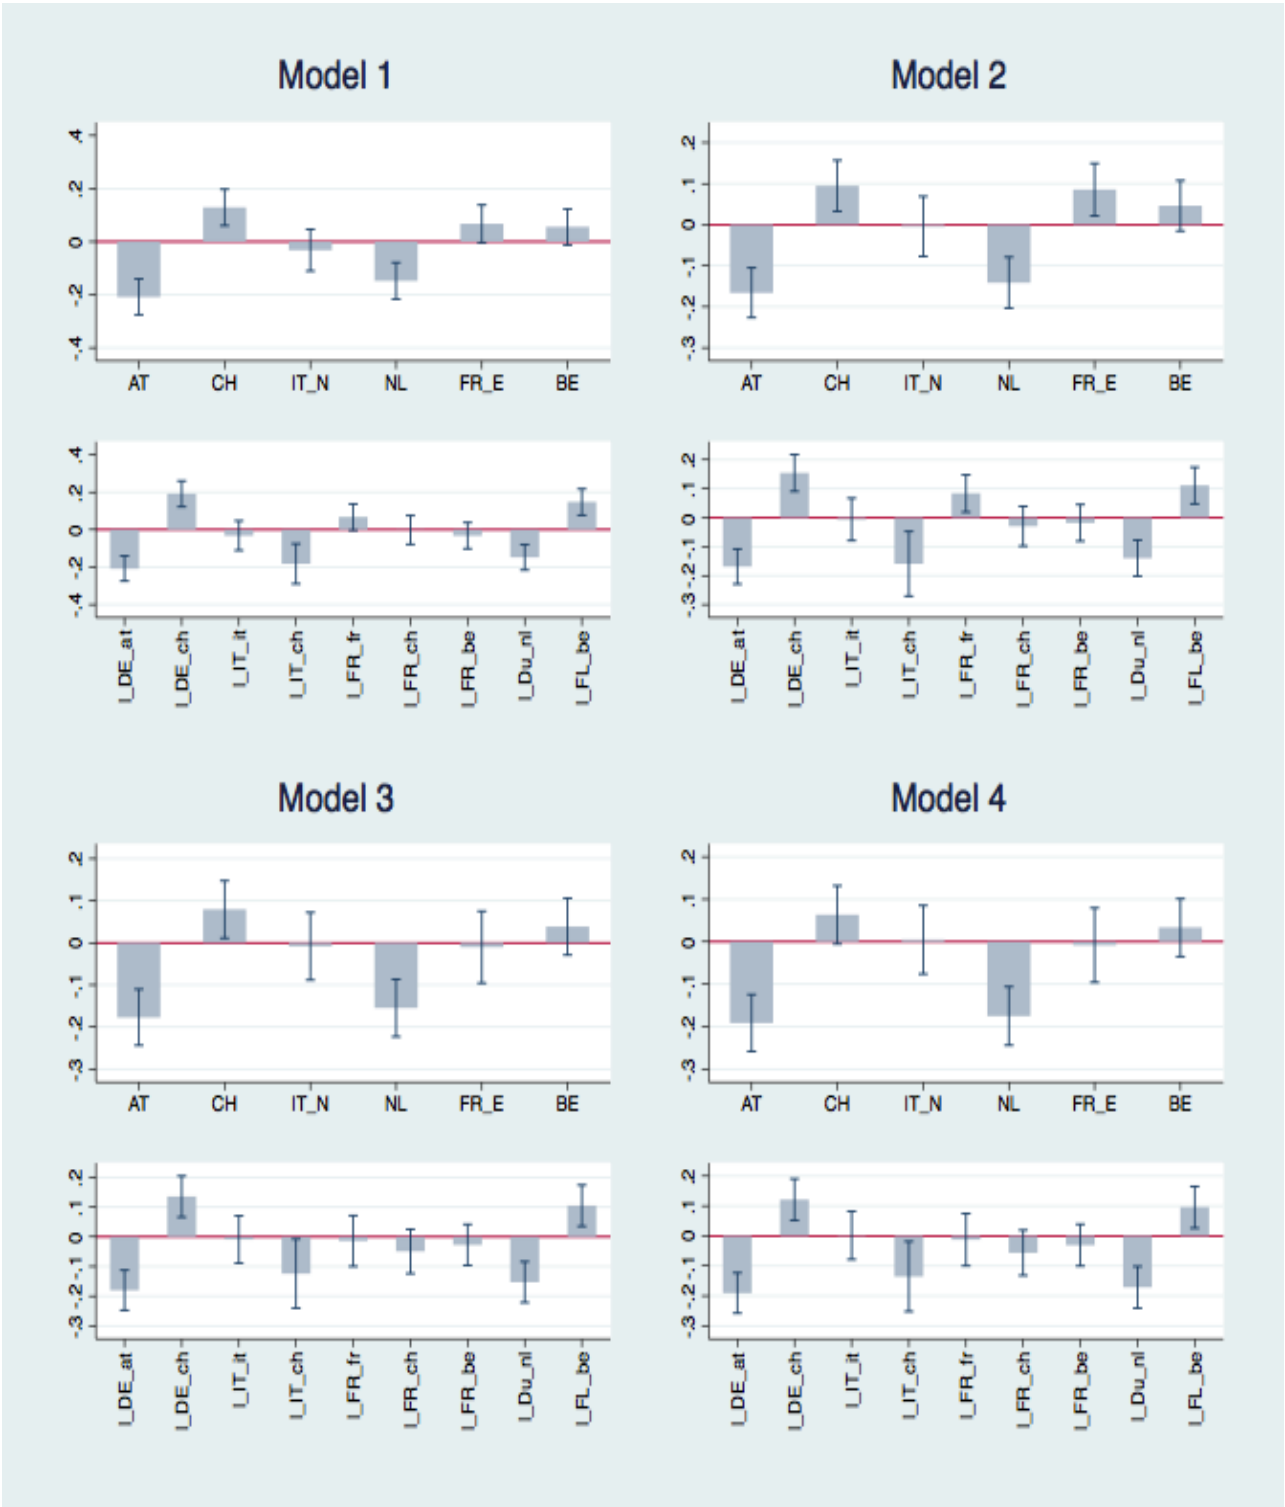 Model 1
.4
.2
0
-.2
-.4
AT CH IT_N NL FR_E BE
.4
.2
0
-.2
-.4
I_DE_at
I_DE_ch
I_IT_it
I_IT_ch
I_FR_fr
I_FR_ch
I_FR_be
I_Du_nl
I_FL_be
Model 2
.2
.1
0
-.1
-.2
-.3
AT CH IT_N NL FR_E BE
.2
.1
0
-.1
-.2
-.3
I_DE_at
I_DE_ch
I_IT_it
I_IT_ch
I_FR_fr
I_FR_ch
I_FR_be
I_Du_nl
I_FL_be
Model 3
.2
.1
0
-.1
-.2
-.3
AT CH IT_N NL FR_E BE
.2
.1
0
-.1
-.2
-.3
I_DE_at
I_DE_ch
I_IT_it
I_IT_ch
I_FR_fr
I_FR_ch
I_FR_be
I_Du_nl
I_FL_be
Model 4
.2
.1
0
-.1
-.2
-.3
AT CH IT_N NL FR_E BE
.2
.1
0
-.1
-.2
-.3
I_DE_at
I_DE_ch
I_IT_it
I_IT_ch
I_FR_fr
I_FR_ch
I_FR_be
I_Du_nl
I_FL_be